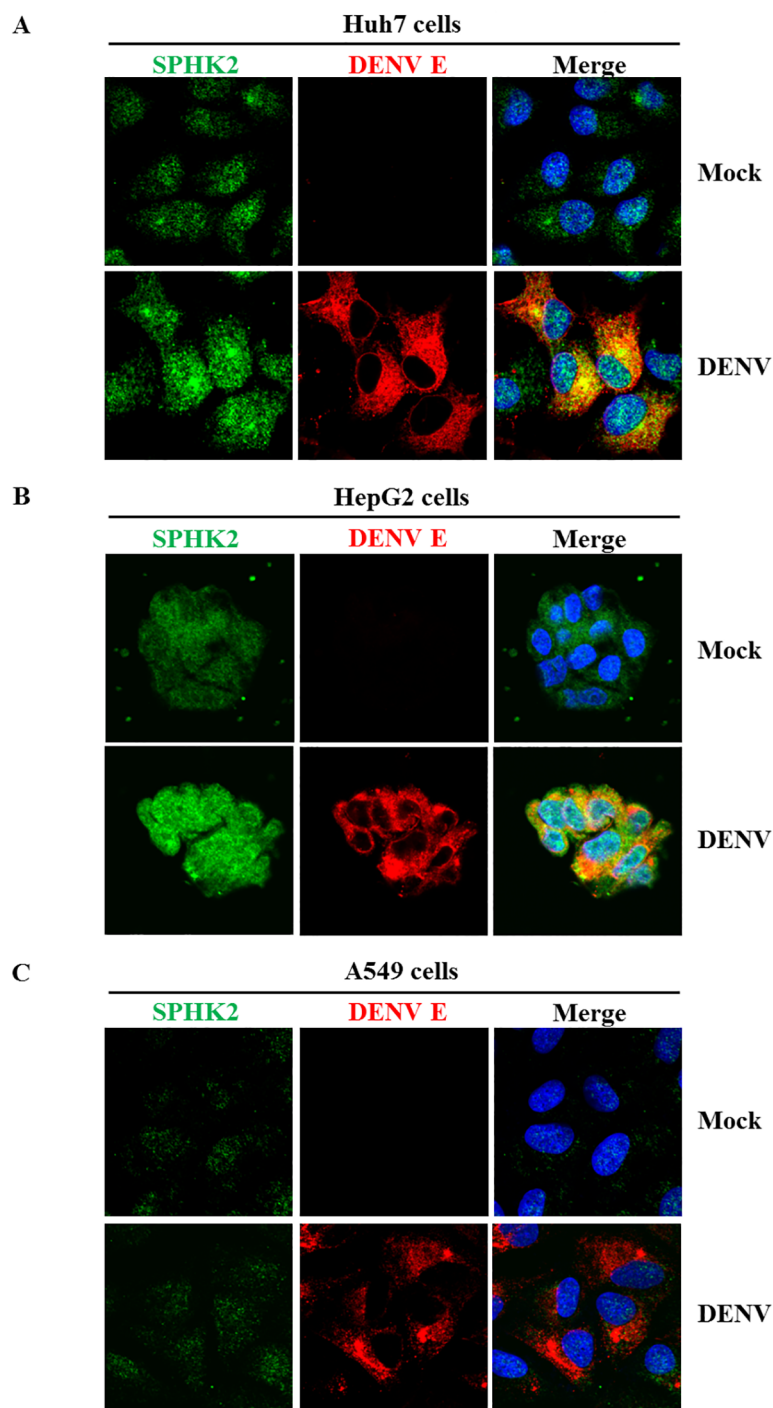 A
Huh7 cells
SPHK2 DENV E Merge
Mock
DENV
B
HepG2 cells
SPHK2 DENV E Merge
Mock
DENV
C
A549 cells
SPHK2 DENV E Merge
Mock
DENV